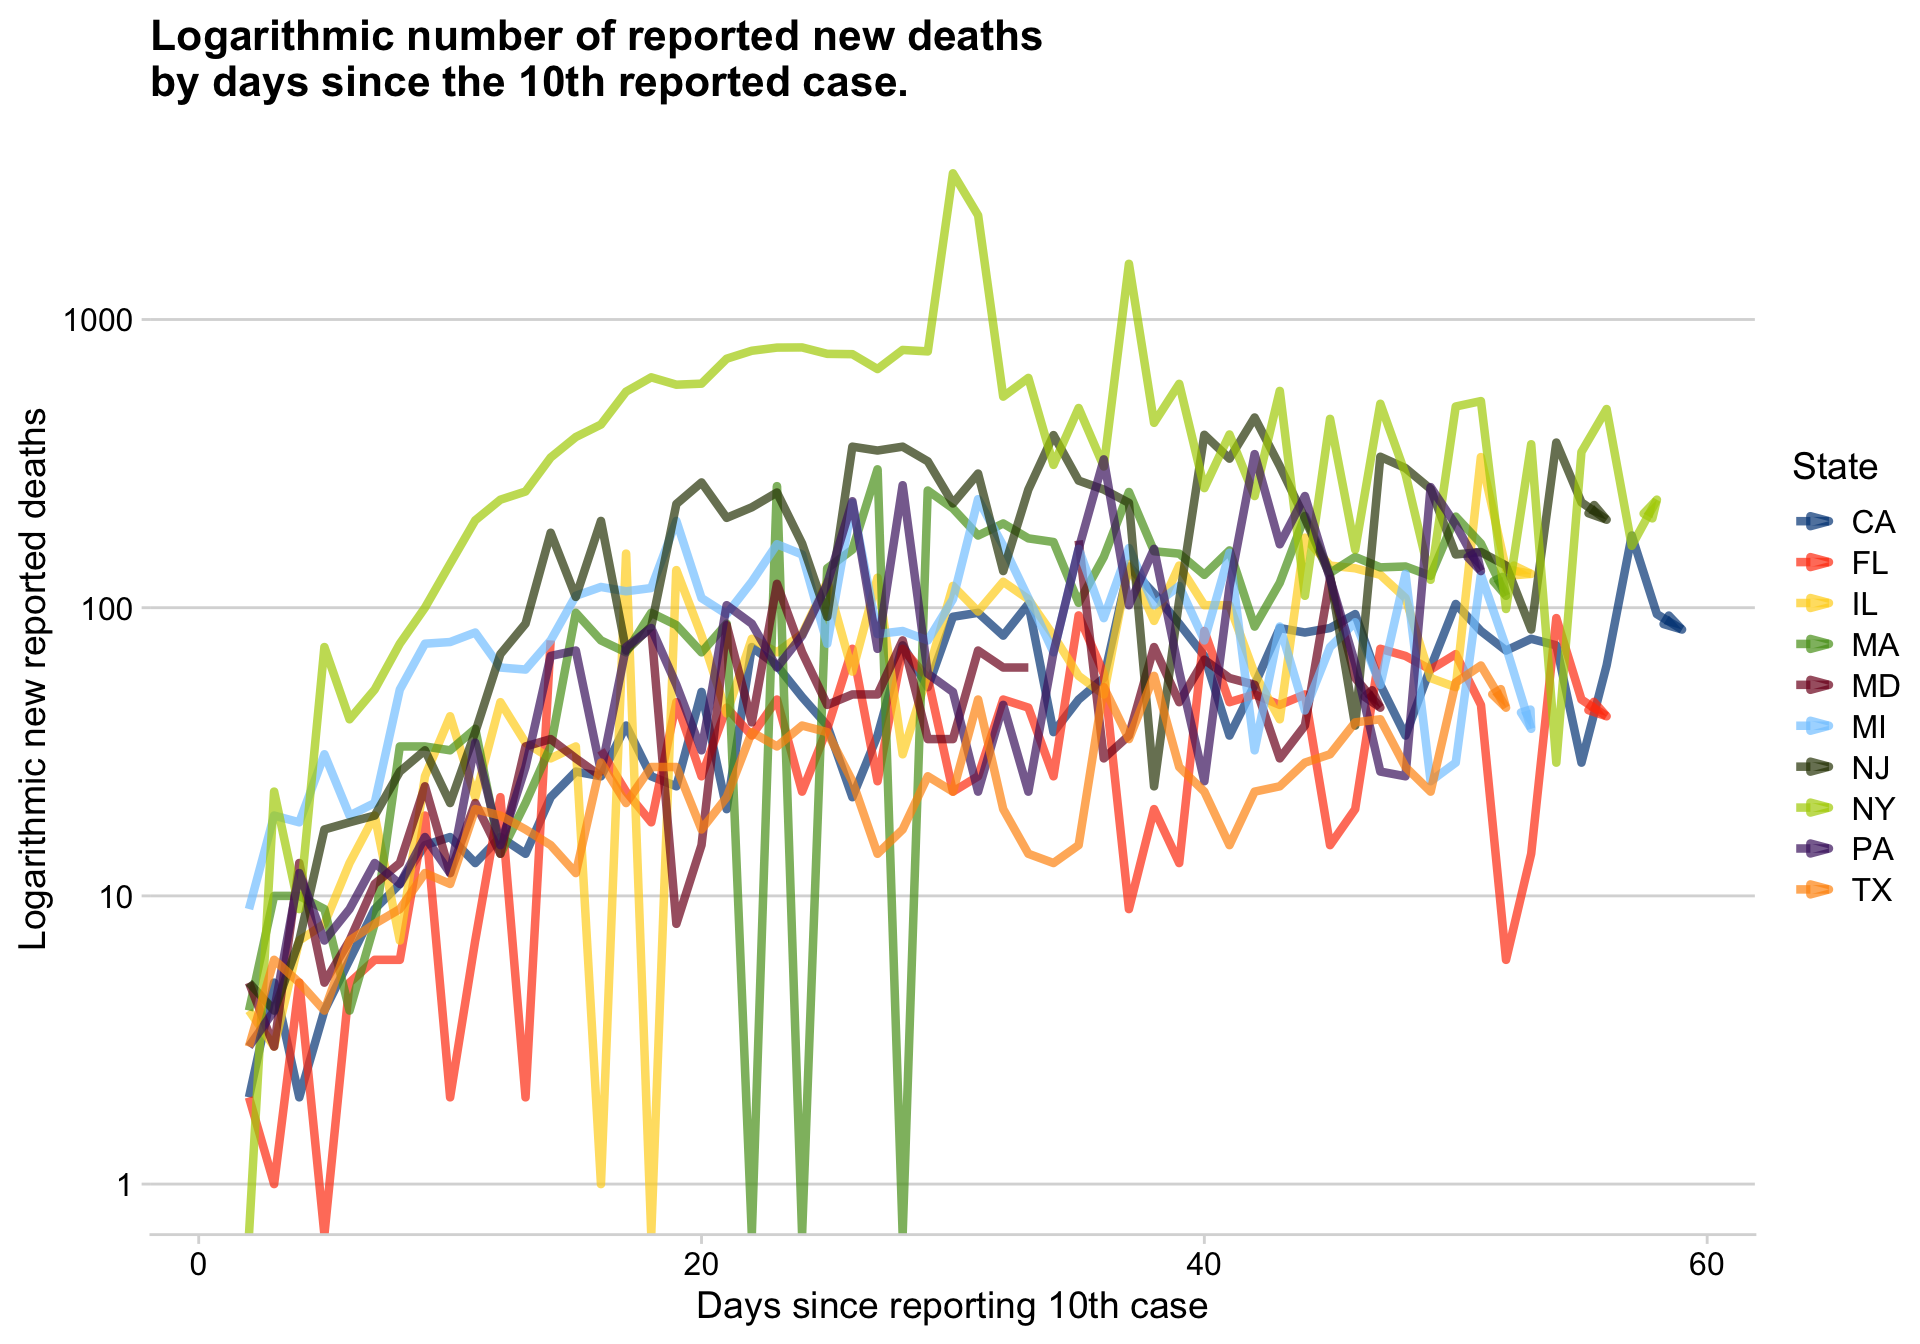 Logarithmic number of reported new deaths
by days since the 10th reported case.
Logarithmic new reported deaths
1000
100
10
1
0
20
40
60
Days since reporting 10th case
State
CA
FL
IL
MA
MD
MI
NJ
NY
PA
TX